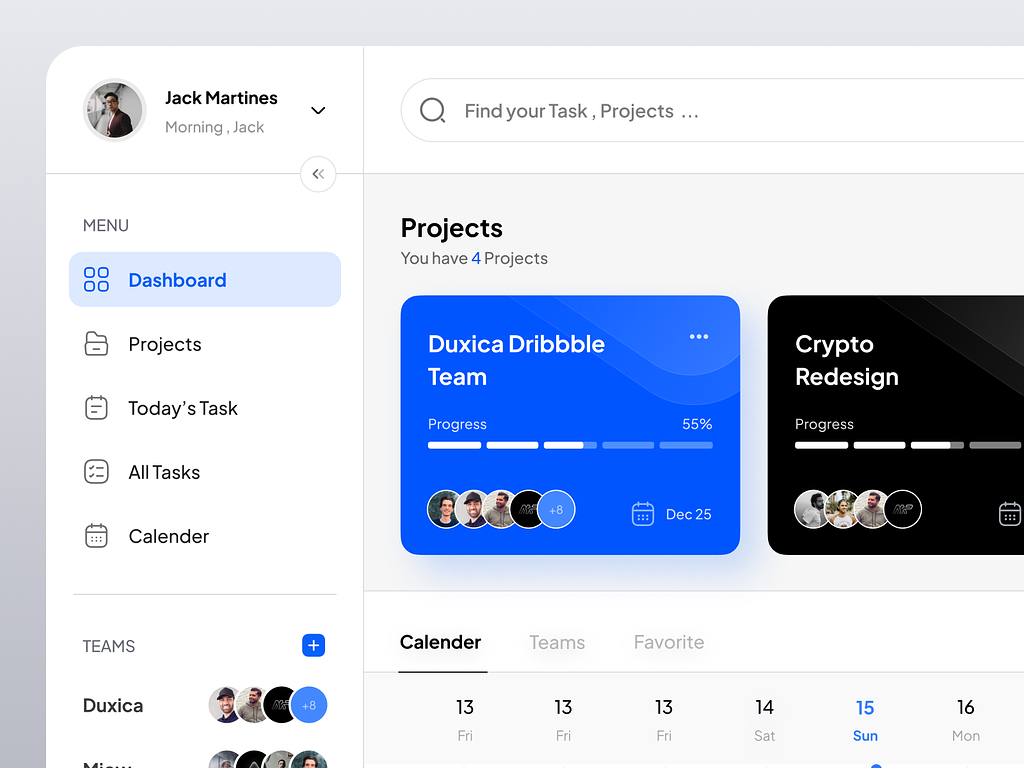 Jack Martines
Morning , Jack
Find your Task , Projects ...
MENU
Dashboard
Projects
Today’s Task
All Tasks
Calender
TEAMS
Duxica
+8
Projects
You have 4 Projects
Duxica Dribbble
Team
Progress 55%
+8
Dec 25
Crypto
Redesign
Progress
Calender Teams Favorite
13 13 13 14 15 16
Fri Fri Fri Sat Sun Mon